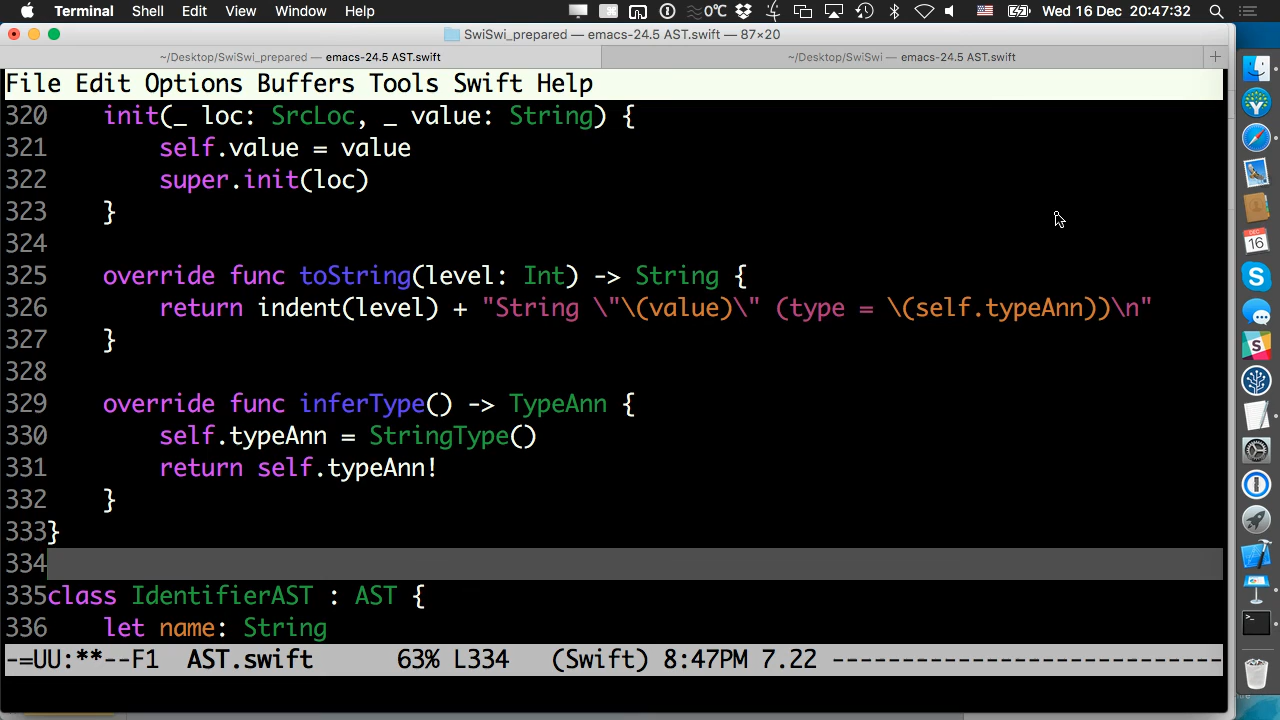 Terminal Shell Edit View Window Help 0℃ Wed 16 Dec 20:47:32
SwiSwi_prepared — emacs-24.5 AST.swift — 87×20
~/Desktop/SwiSwi_prepared — emacs-24.5 AST.swift
~/Desktop/SwiSwi — emacs-24.5 AST.swift
File Edit Options Buffers Tools Swift Help
320    init(_ loc: SrcLoc, _ value: String) {
321        self.value = value
322        super.init(loc)
323    }
324
325    override func toString(level: Int) -> String {
326        return indent(level) + "String \"\(value)\" (type = \(self.typeAnn))\n"
327    }
328
329    override func inferType() -> TypeAnn {
330        self.typeAnn = StringType()
331        return self.typeAnn!
332    }
333}
334
335class IdentifierAST : AST {
336    let name: String
-=UU:**--F1  AST.swift      63% L334   (Swift) 8:47PM 7.22 ----------------------------
DEC
16